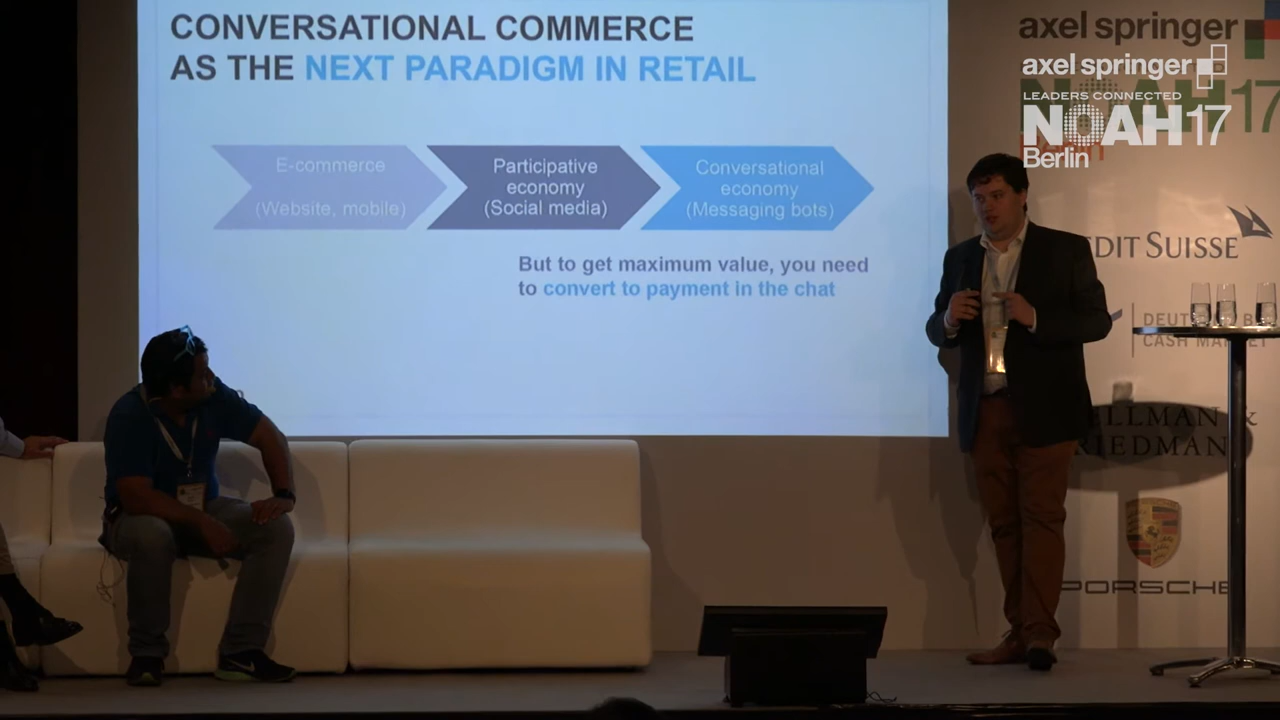 CONVERSATIONAL COMMERCE
AS THE NEXT PARADIGM IN RETAIL
E-commerce
(Website, mobile)
Participative
economy
(Social media)
Conversational
economy
(Messaging bots)
But to get maximum value, you need
to convert to payment in the chat
axel springer
axel springer
LEADERS CONNECTED
NOAH17
Berlin
SUISSE
CASH MARKET
&
PORSCHE